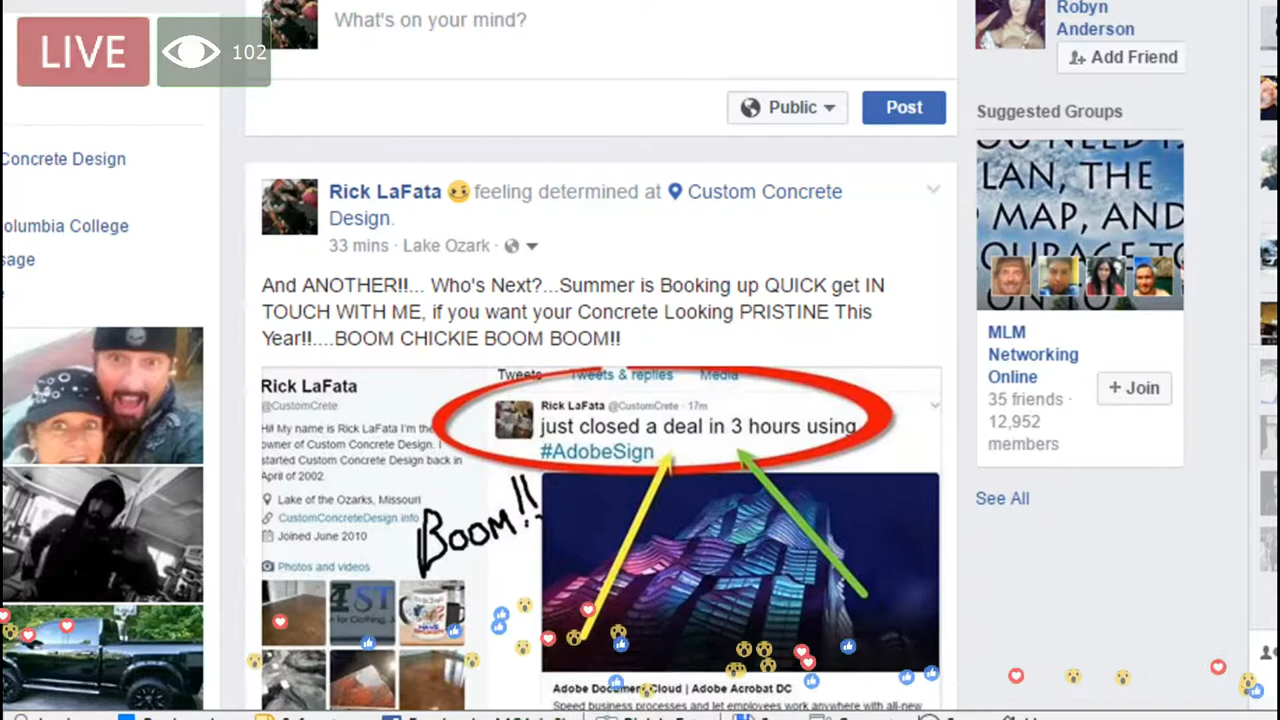 LIVE 102
What's on your mind?
Public
Post
Robyn
Anderson
Add Friend
Suggested Groups
LAN, THE
MAP, AND
MLM
Networking
Online
35 friends ·
12,952
members
+ Join
See All
Concrete Design
olumbia College
sage
Rick LaFata feeling determined at Custom Concrete
Design.
33 mins · Lake Ozark ·
And ANOTHER!!... Who's Next?...Summer is Booking up QUICK get IN
TOUCH WITH ME, if you want your Concrete Looking PRISTINE This
Year!!....BOOM CHICKIE BOOM BOOM!!
Rick LaFata
@CustomCrete
Hi! My name is Rick LaFata I'm the
owner of Custom Concrete Design. I
started Custom Concrete Design back in
April of 2002.
Lake of the Ozarks, Missouri
CustomConcreteDesign.info
Joined June 2010
Photos and videos
Tweets Tweets & replies Media
Rick LaFata @CustomCrete · 17m
just closed a deal in 3 hours using
#AdobeSign
Boom!!
Adobe Document Cloud | Adobe Acrobat DC
Speed business processes and let employees work anywhere with all-new